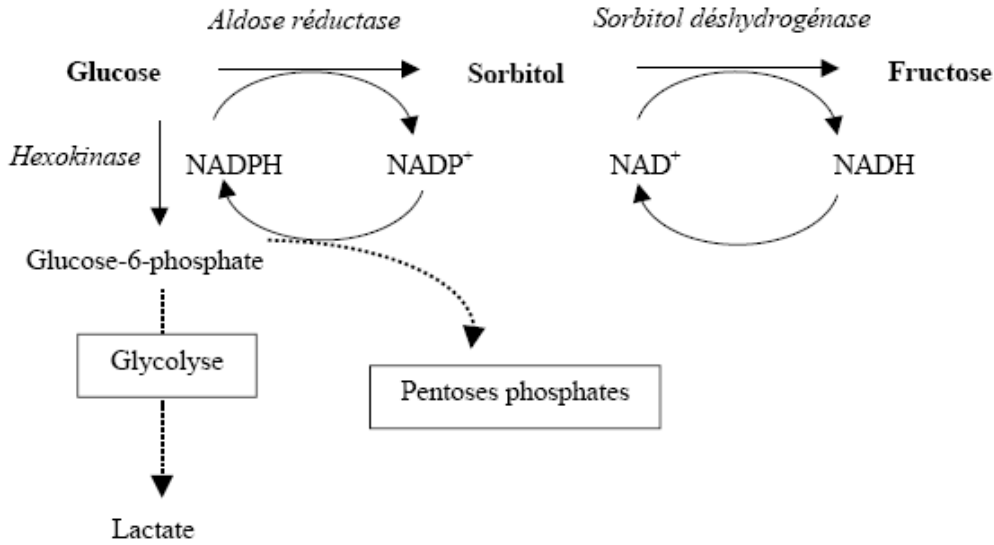 Aldose réductase
Sorbitol déshydrogénase
Glucose
Sorbitol
Fructose
Hexokinase
NADPH
NADP⁺
NAD⁺
NADH
Glucose-6-phosphate
Glycolyse
Pentoses phosphates
Lactate